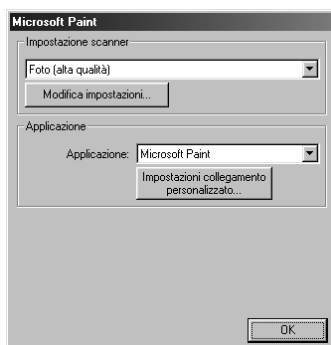 Microsoft Paint
Impostazione scanner
Foto (alta qualità)
Modifica impostazioni...
Applicazione
Applicazione: Microsoft Paint
Impostazioni collegamento
personalizzato...
OK